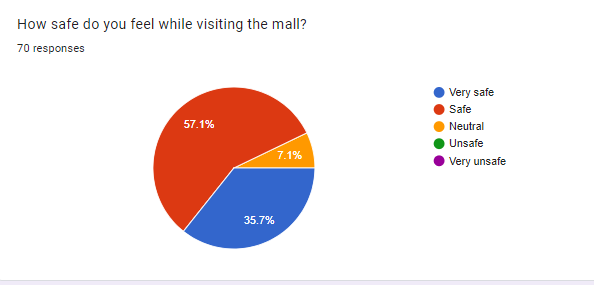 How safe do you feel while visiting the mall?
70 responses
57.1%
7.1%
35.7%
Very safe
Safe
Neutral
Unsafe
Very unsafe